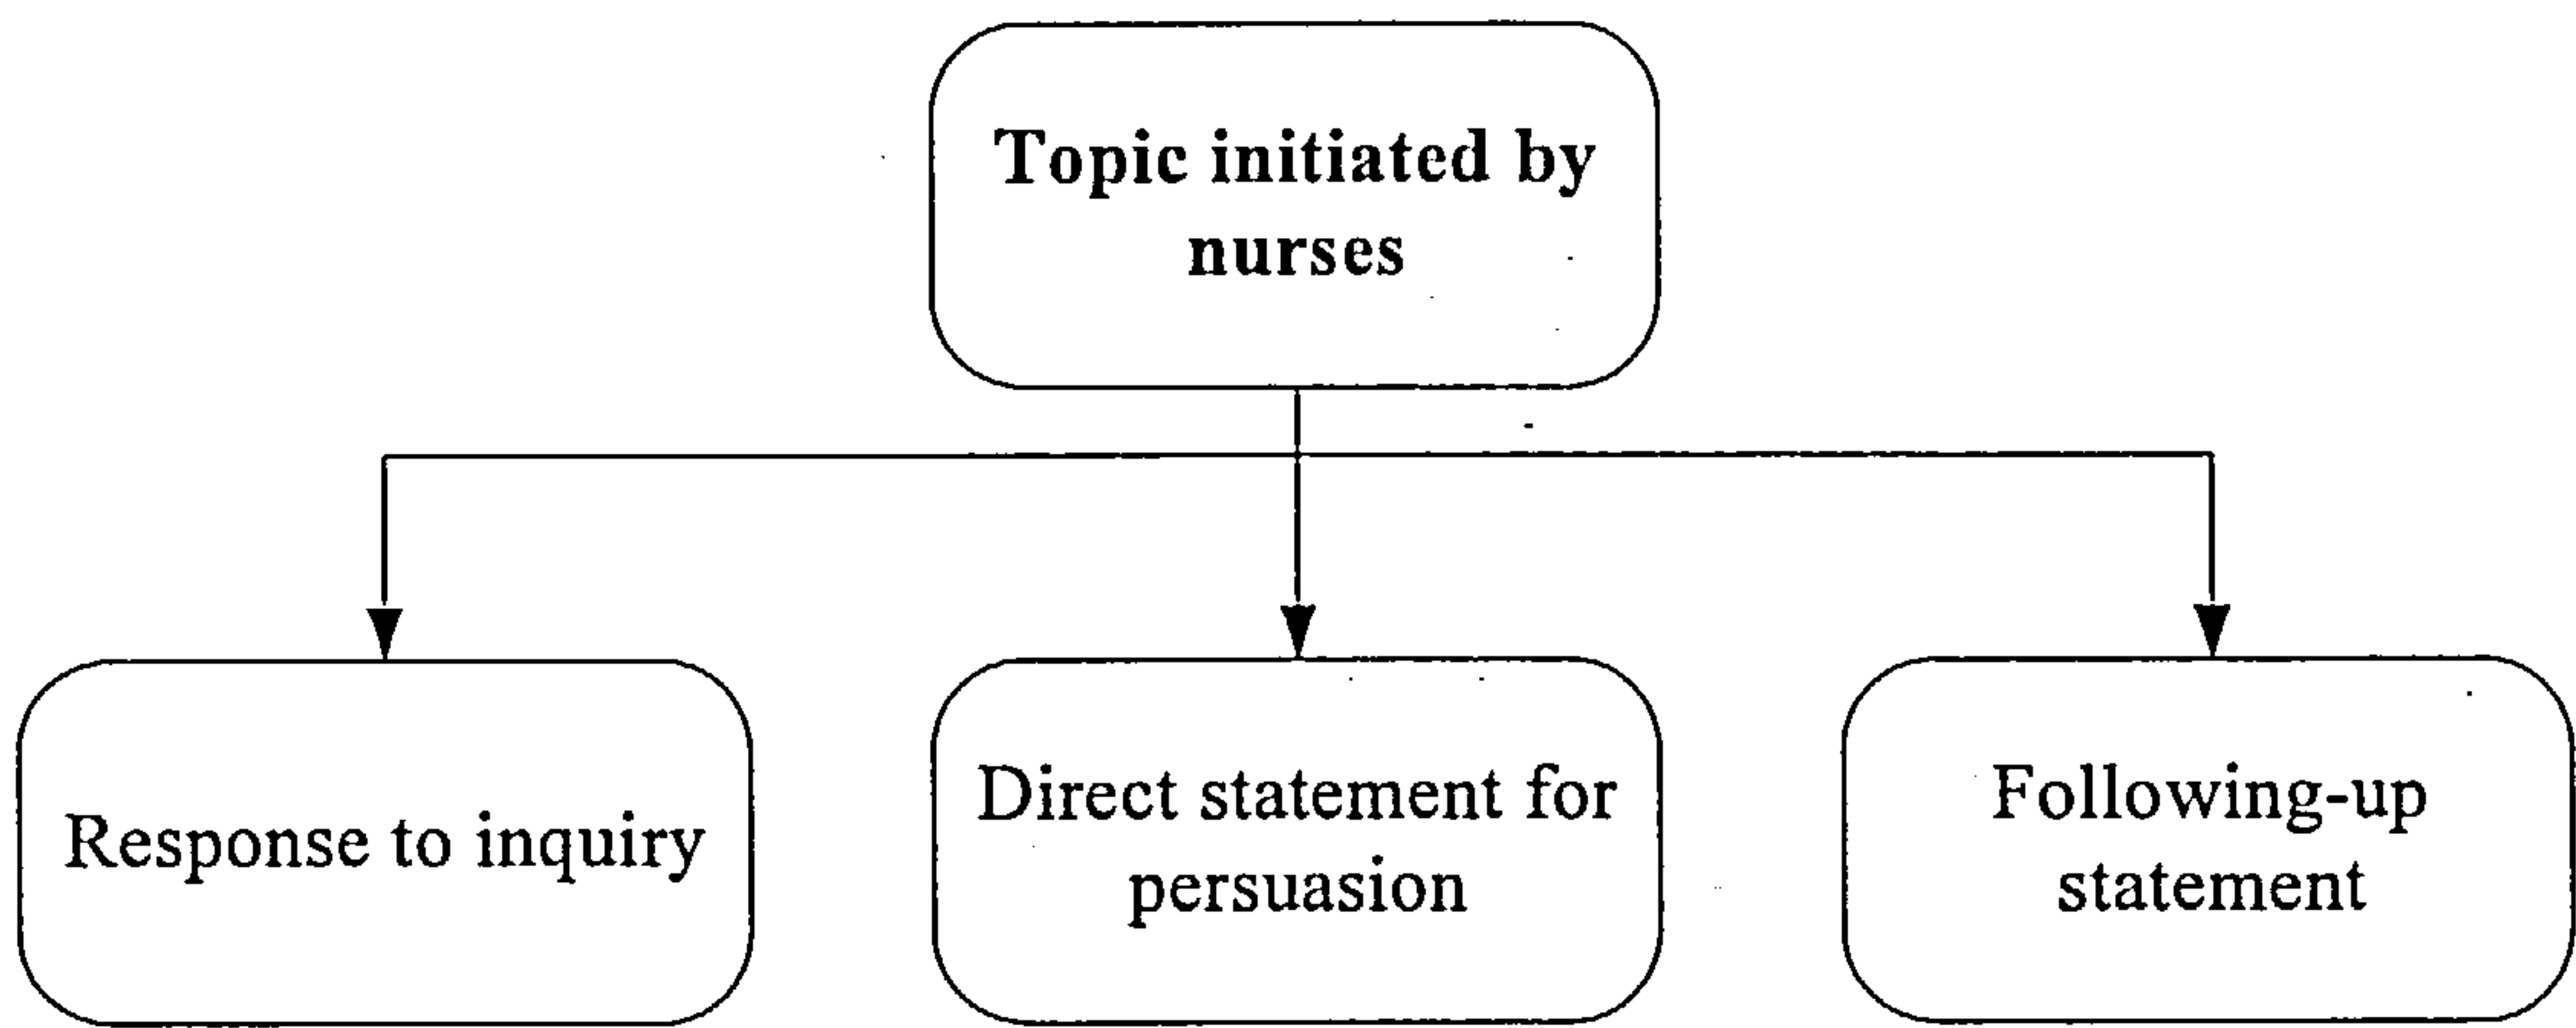 Topic initiated by
nurses
Response to inquiry
Direct statement for
persuasion
Following-up
statement